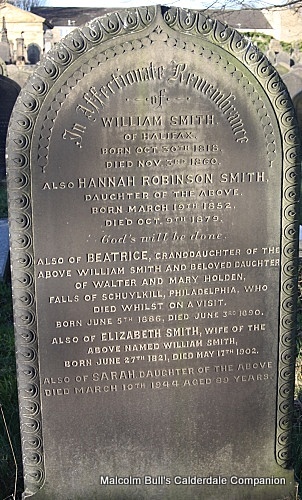 In Affectionate Remembrance
- of -
WILLIAM SMITH
OF HALIFAX.
BORN OCT. 30TH 1818,
DIED NOV. 3RD 1860.
ALSO HANNAH ROBINSON SMITH,
DAUGHTER OF THE ABOVE,
BORN MARCH 19TH 1852,
DIED OCT. 9TH 1879.
God's will be done.
ALSO OF BEATRICE, GRANDDAUGHTER OF THE
ABOVE WILLIAM SMITH AND BELOVED DAUGHTER
OF WALTER AND MARY HOLDEN,
FALLS OF SCHUYLKILL, PHILADELPHIA, WHO
DIED WHILST ON A VISIT.
BORN JUNE 5TH 1886, DIED JUNE 3RD 1890.
ALSO OF ELIZABETH SMITH, WIFE OF THE
ABOVE NAMED WILLIAM SMITH,
BORN JUNE 27TH 1821, DIED MAY 17TH 1902.
ALSO OF SARAH, DAUGHTER OF THE ABOVE
DIED MARCH 10TH 1944 AGED 89 YEARS.
Malcolm Bull's Calderdale Companion